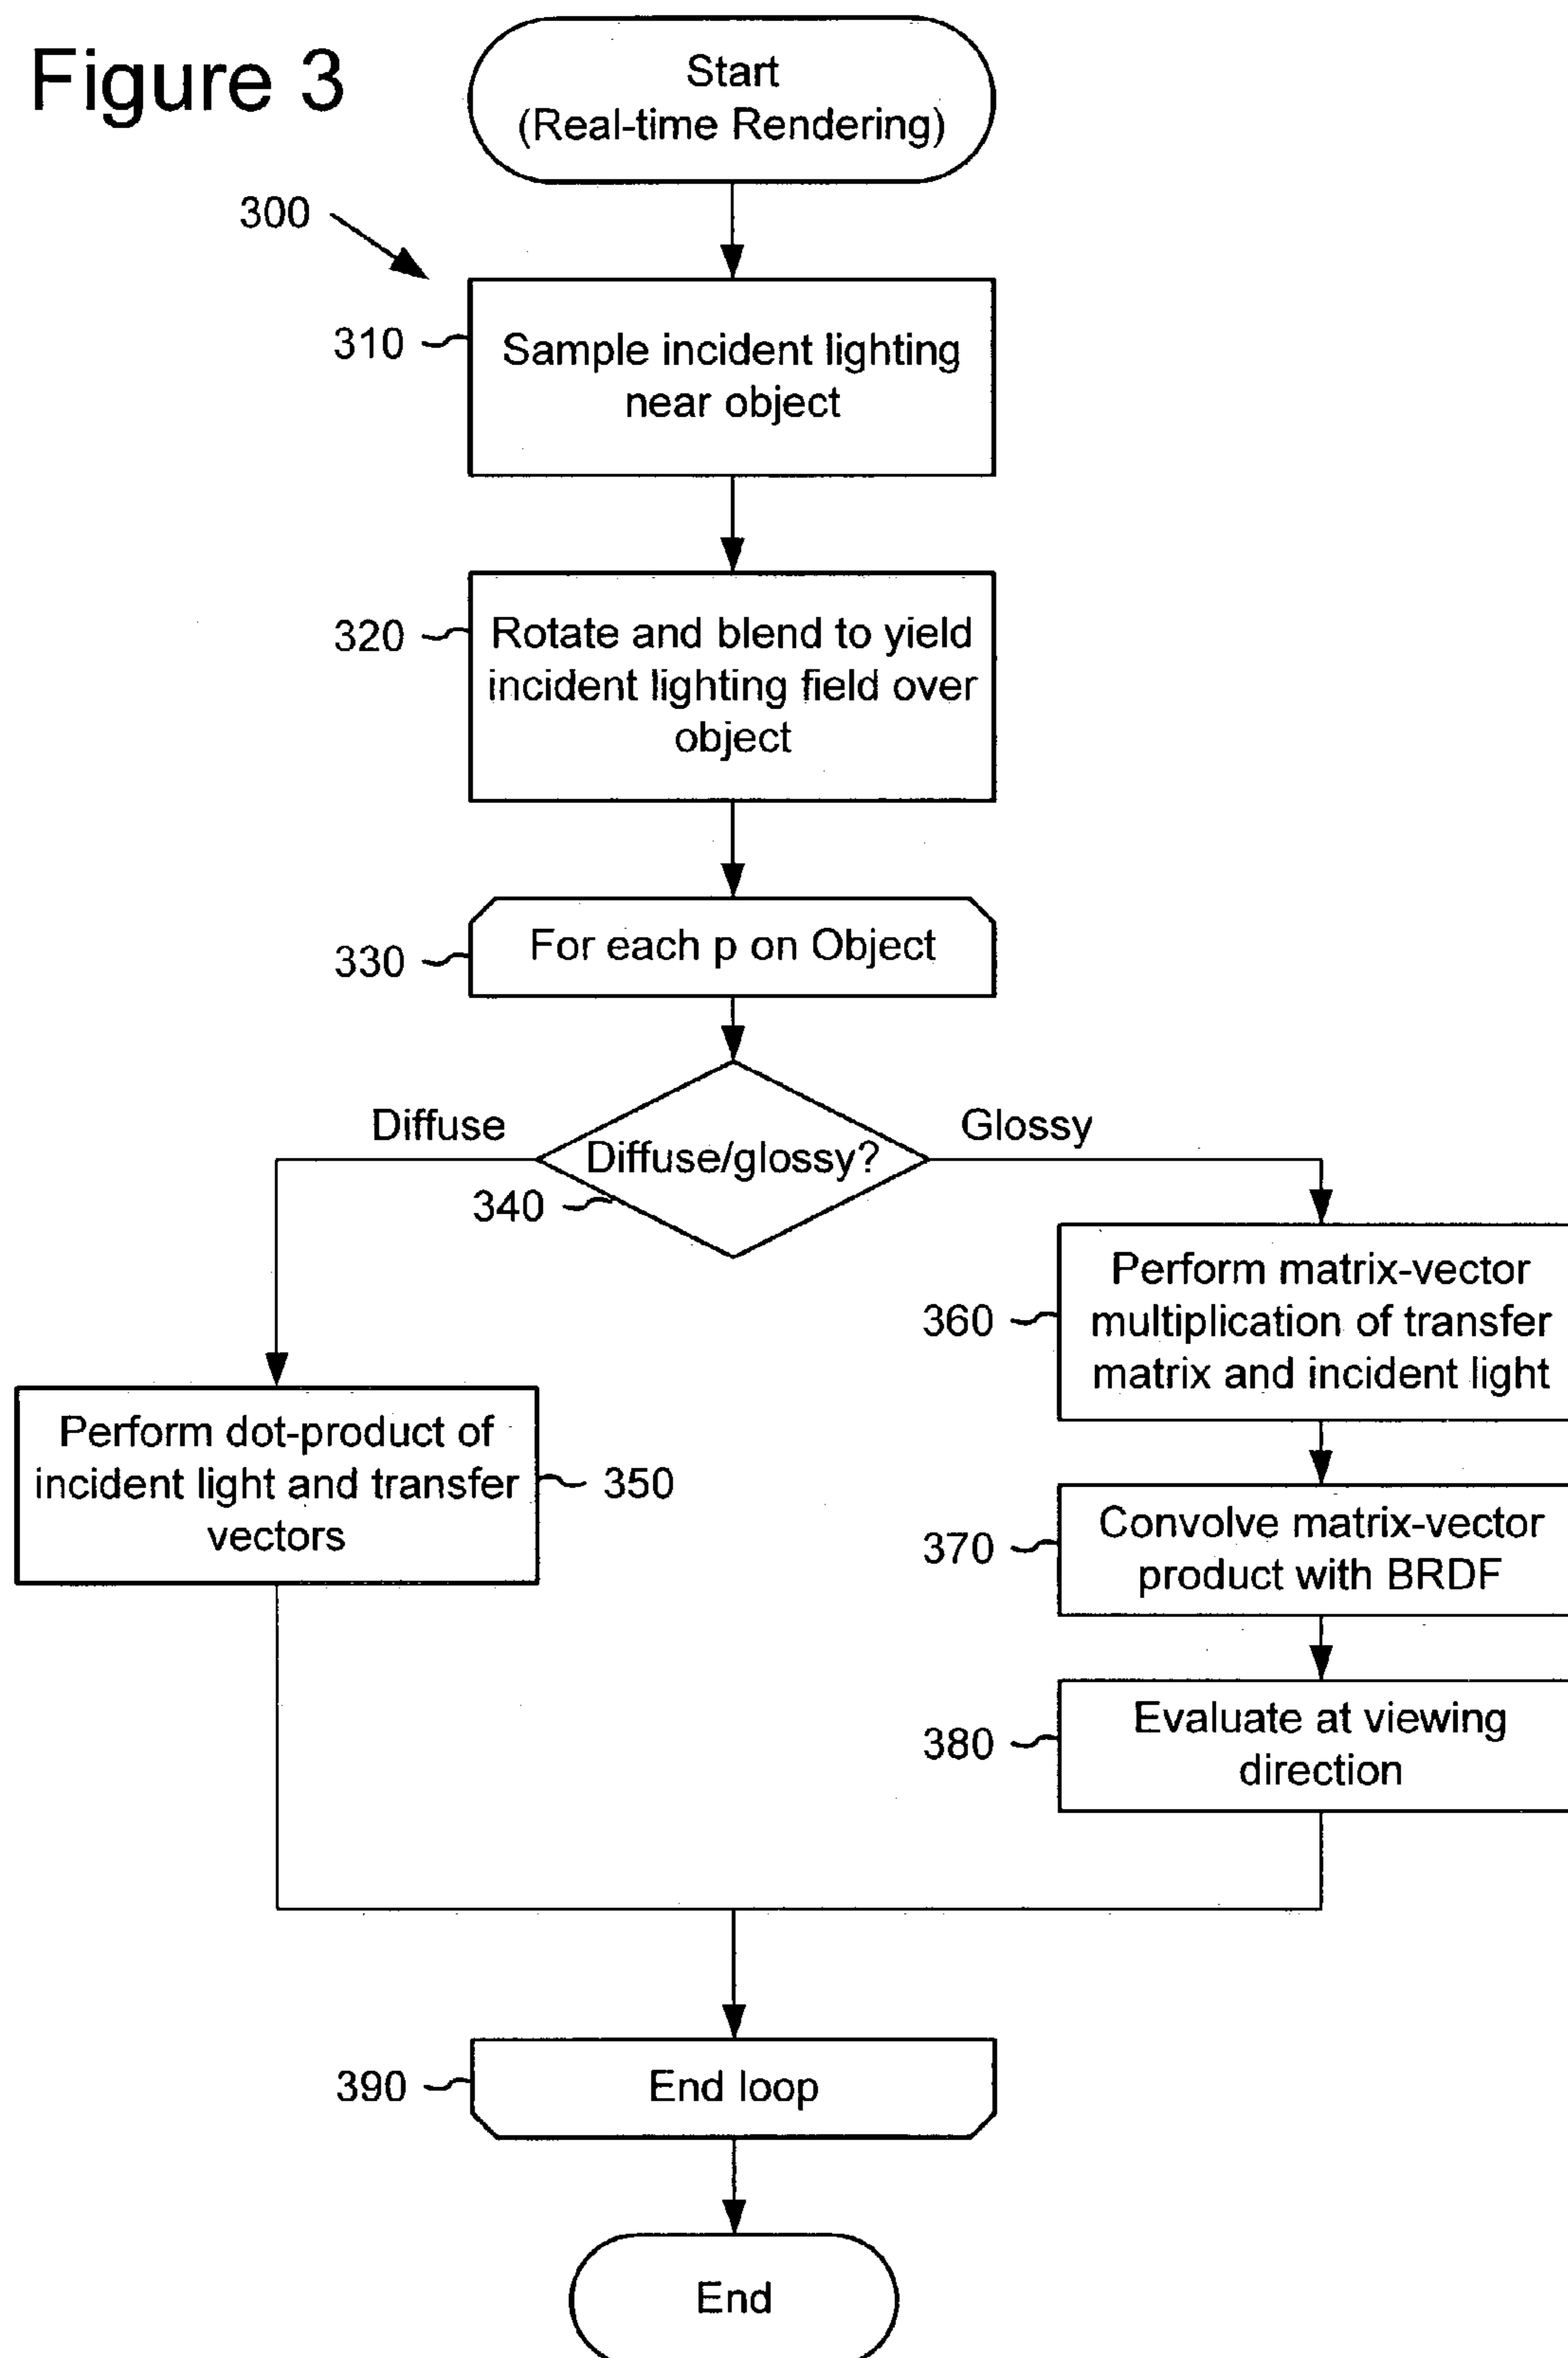 Figure 3
Start
(Real-time Rendering)
300
310
Sample incident lighting
near object
320
Rotate and blend to yield
incident lighting field over
object
330
For each p on Object
Diffuse
Diffuse/glossy?
Glossy
340
Perform dot-product of
incident light and transfer
vectors
350
360
Perform matrix-vector
multiplication of transfer
matrix and incident light
370
Convolve matrix-vector
product with BRDF
380
Evaluate at viewing
direction
390
End loop
End